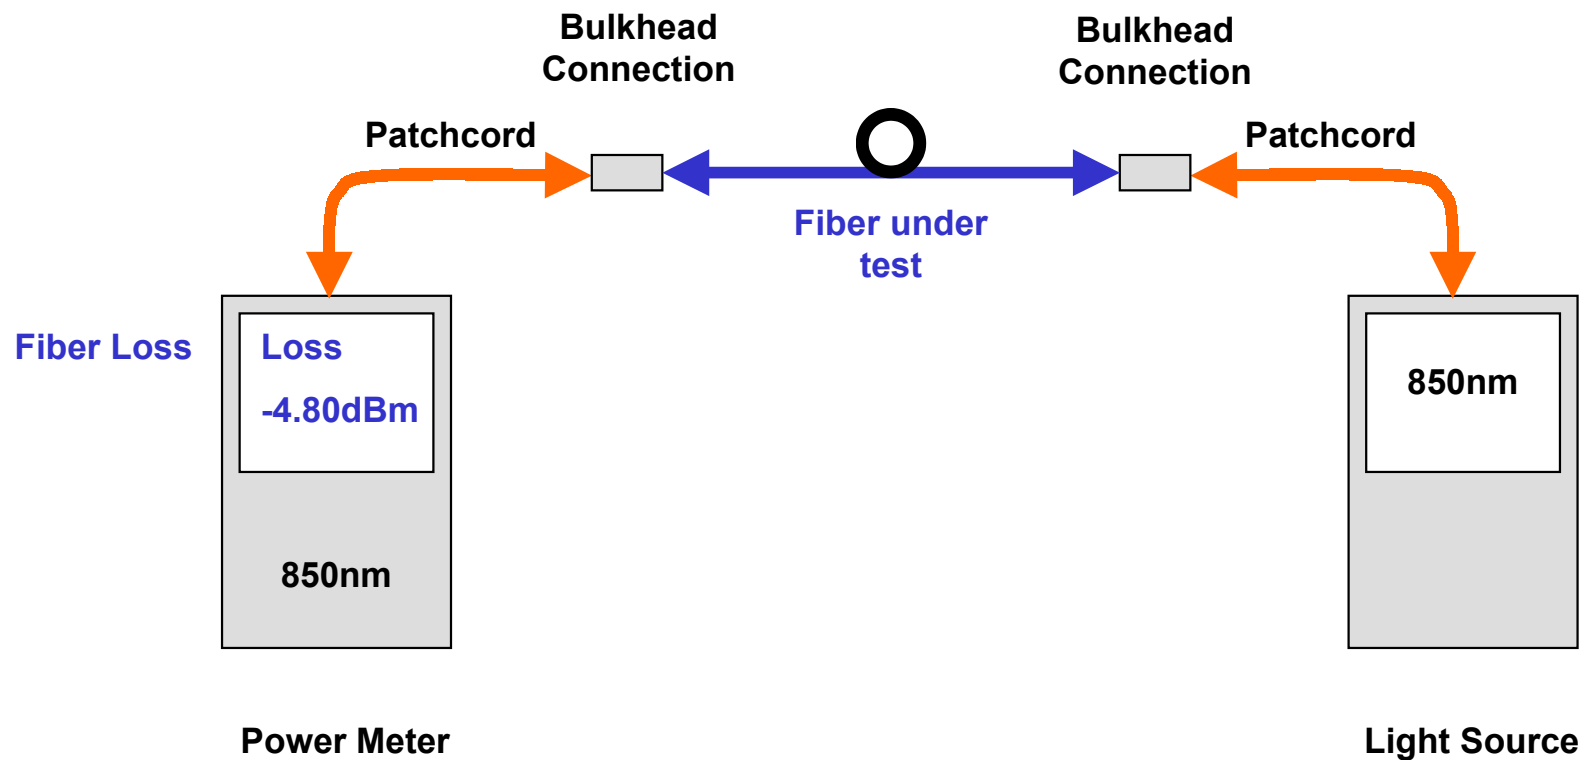 Bulkhead
Connection
Bulkhead
Connection
Patchcord
Patchcord
Fiber under
test
Fiber Loss
Loss
-4.80dBm
850nm
850nm
Power Meter
Light Source